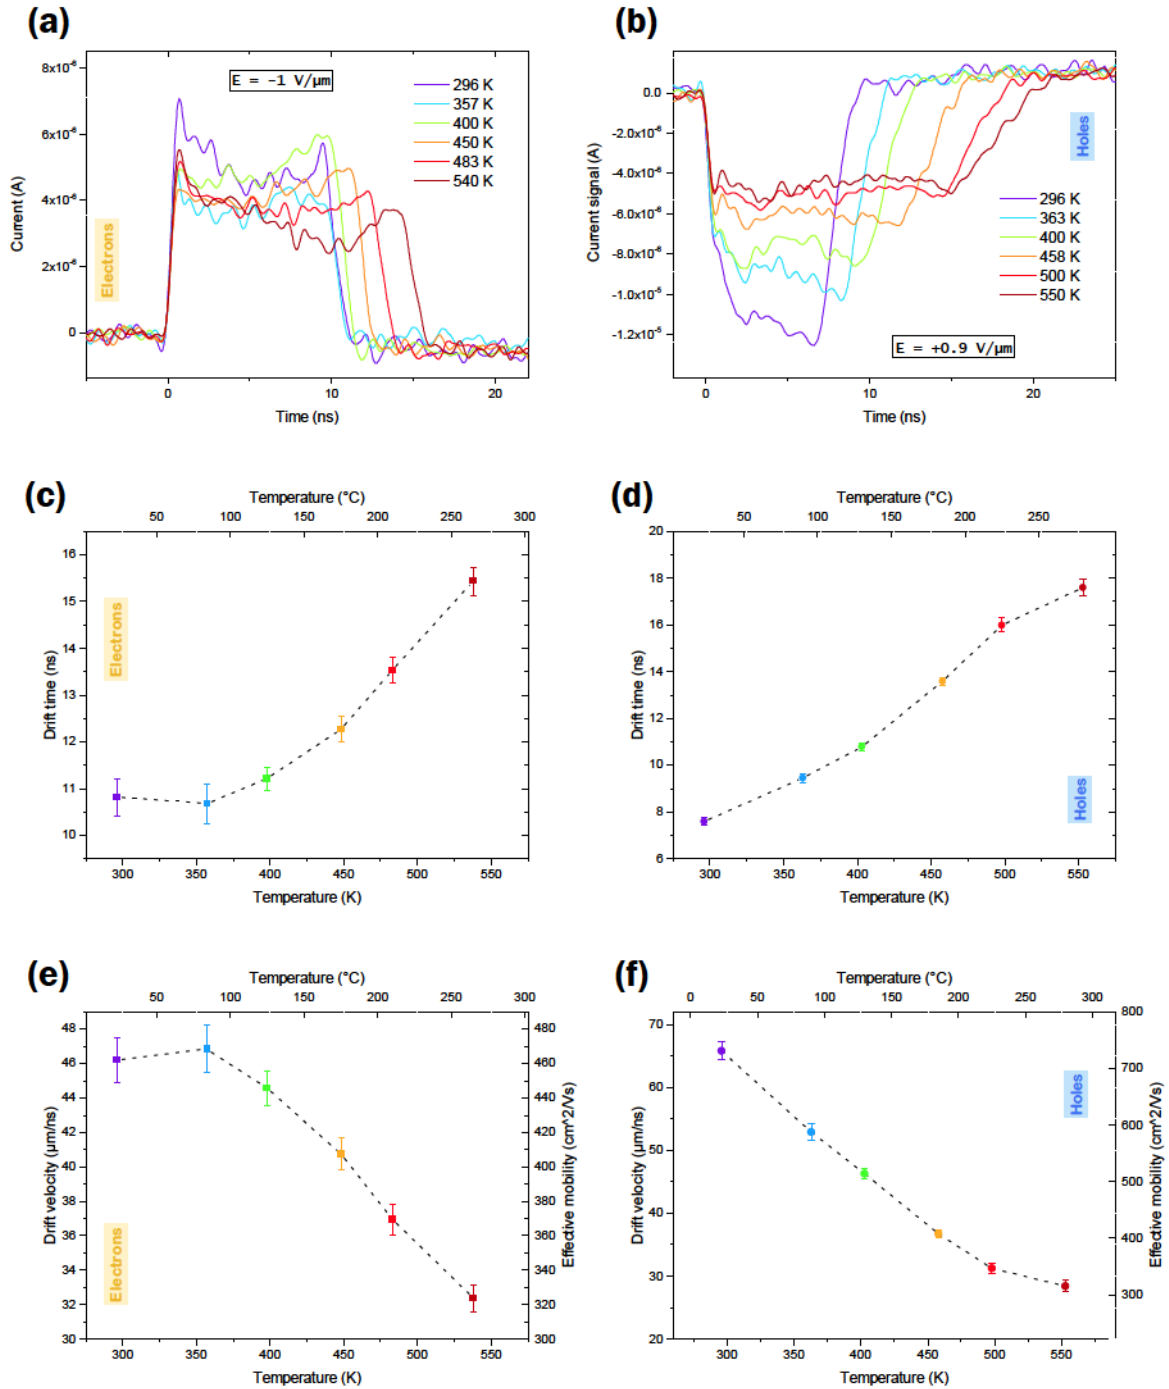 (a)
8x10⁻⁶
6x10⁻⁶
4x10⁻⁶
2x10⁻⁶
0
Current (A)
Electrons
E = -1 V/µm
296 K
357 K
400 K
450 K
483 K
540 K
0 10 20
Time (ns)
(b)
0.0
-2.0x10⁻⁶
-4.0x10⁻⁶
-6.0x10⁻⁶
-8.0x10⁻⁶
-1.0x10⁻⁵
-1.2x10⁻⁵
Current signal (A)
Holes
296 K
363 K
400 K
458 K
500 K
550 K
E = +0.9 V/µm
0 10 20
Time (ns)
(c)
Temperature (°C)
50 100 150 200 250 300
16
15
14
13
12
11
10
Drift time (ns)
Electrons
300 350 400 450 500 550
Temperature (K)
(d)
Temperature (°C)
50 100 150 200 250
20
18
16
14
12
10
8
6
Drift time (ns)
Holes
300 350 400 450 500 550
Temperature (K)
(e)
Temperature (°C)
50 100 150 200 250 300
48
46
44
42
40
38
36
34
32
30
Drift velocity (µm/ns)
Electrons
480
460
440
420
400
380
360
340
320
300
Effective mobility (cm^2/Vs)
300 350 400 450 500 550
Temperature (K)
(f)
Temperature (°C)
0 50 100 150 200 250 300
70
60
50
40
30
20
Drift velocity (µm/ns)
Holes
800
700
600
500
400
300
Effective mobility (cm^2/Vs)
300 350 400 450 500 550
Temperature (K)